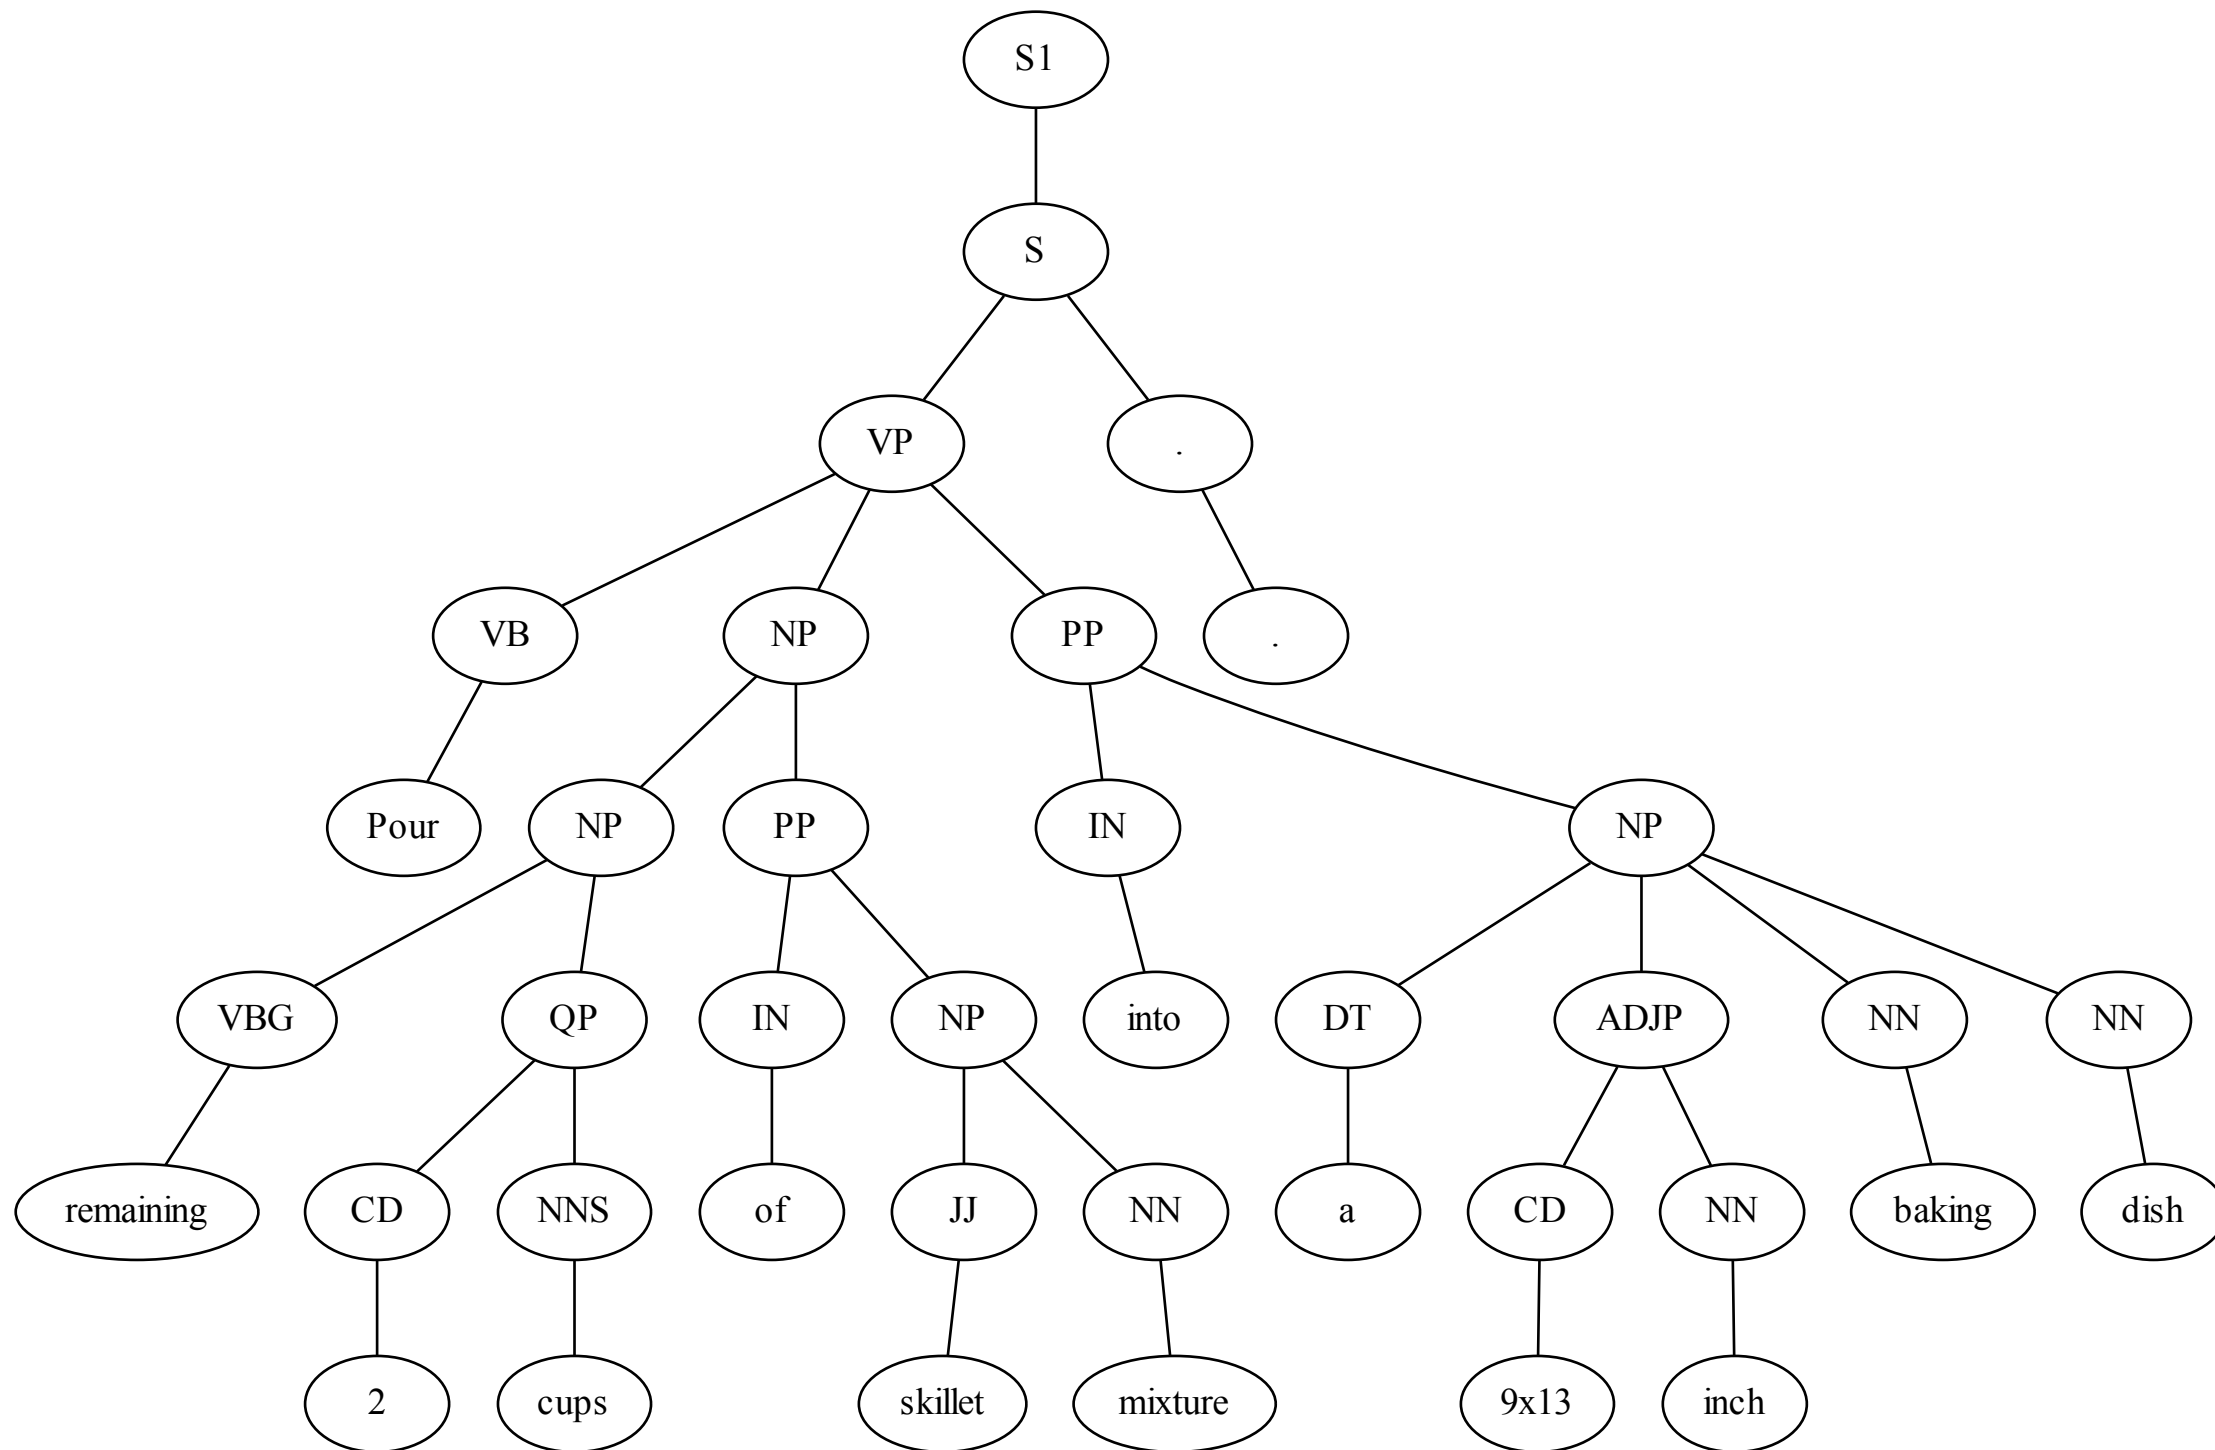 S1
S
VP .
VB NP PP .
Pour NP PP IN NP
VBG QP IN NP into DT ADJP NN NN
remaining CD NNS of JJ NN a CD NN baking dish
2 cups skillet mixture 9x13 inch